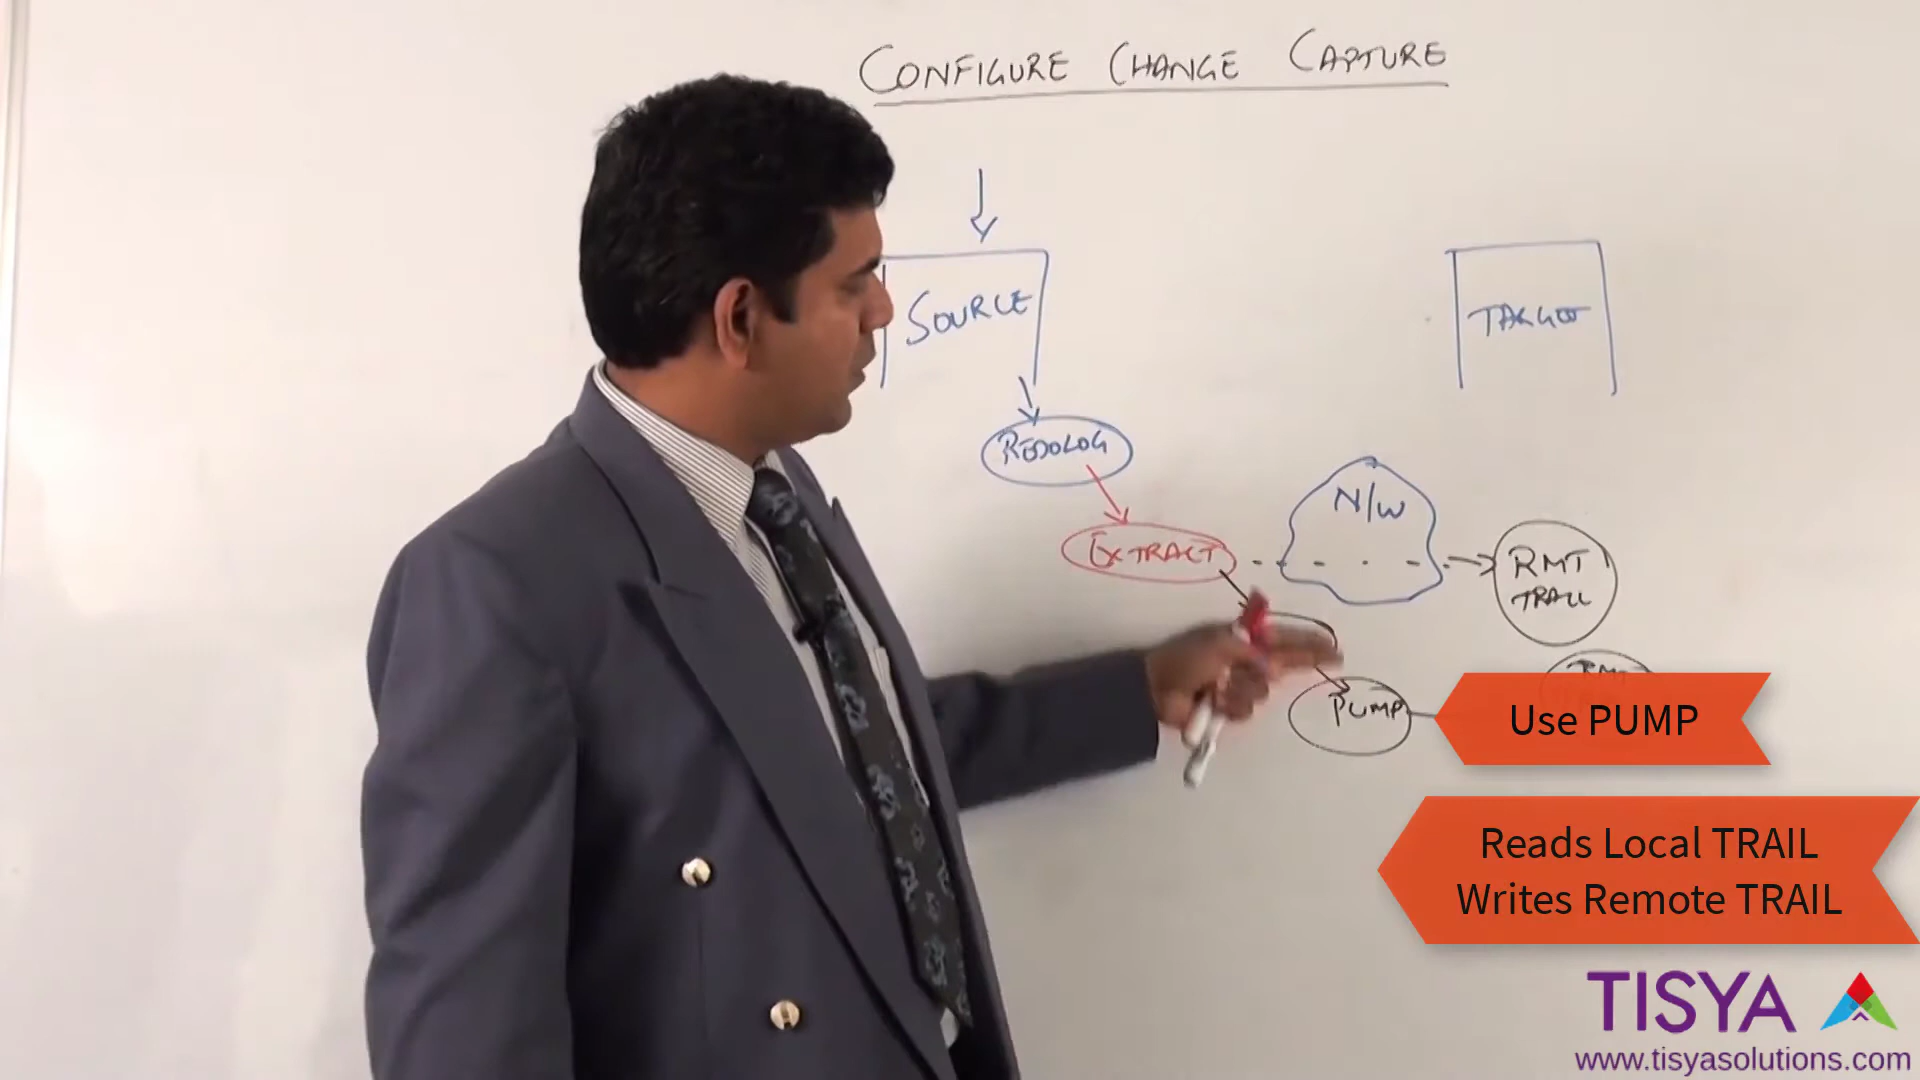 CONFIGURE CHANGE CAPTURE
SOURCE
TARGET
REDOLOG
N/W
EXTRACT
RMT
TRAIL
RMT
PUMP
Use PUMP
Reads Local TRAIL
Writes Remote TRAIL
TISYA
www.tisyasolutions.com